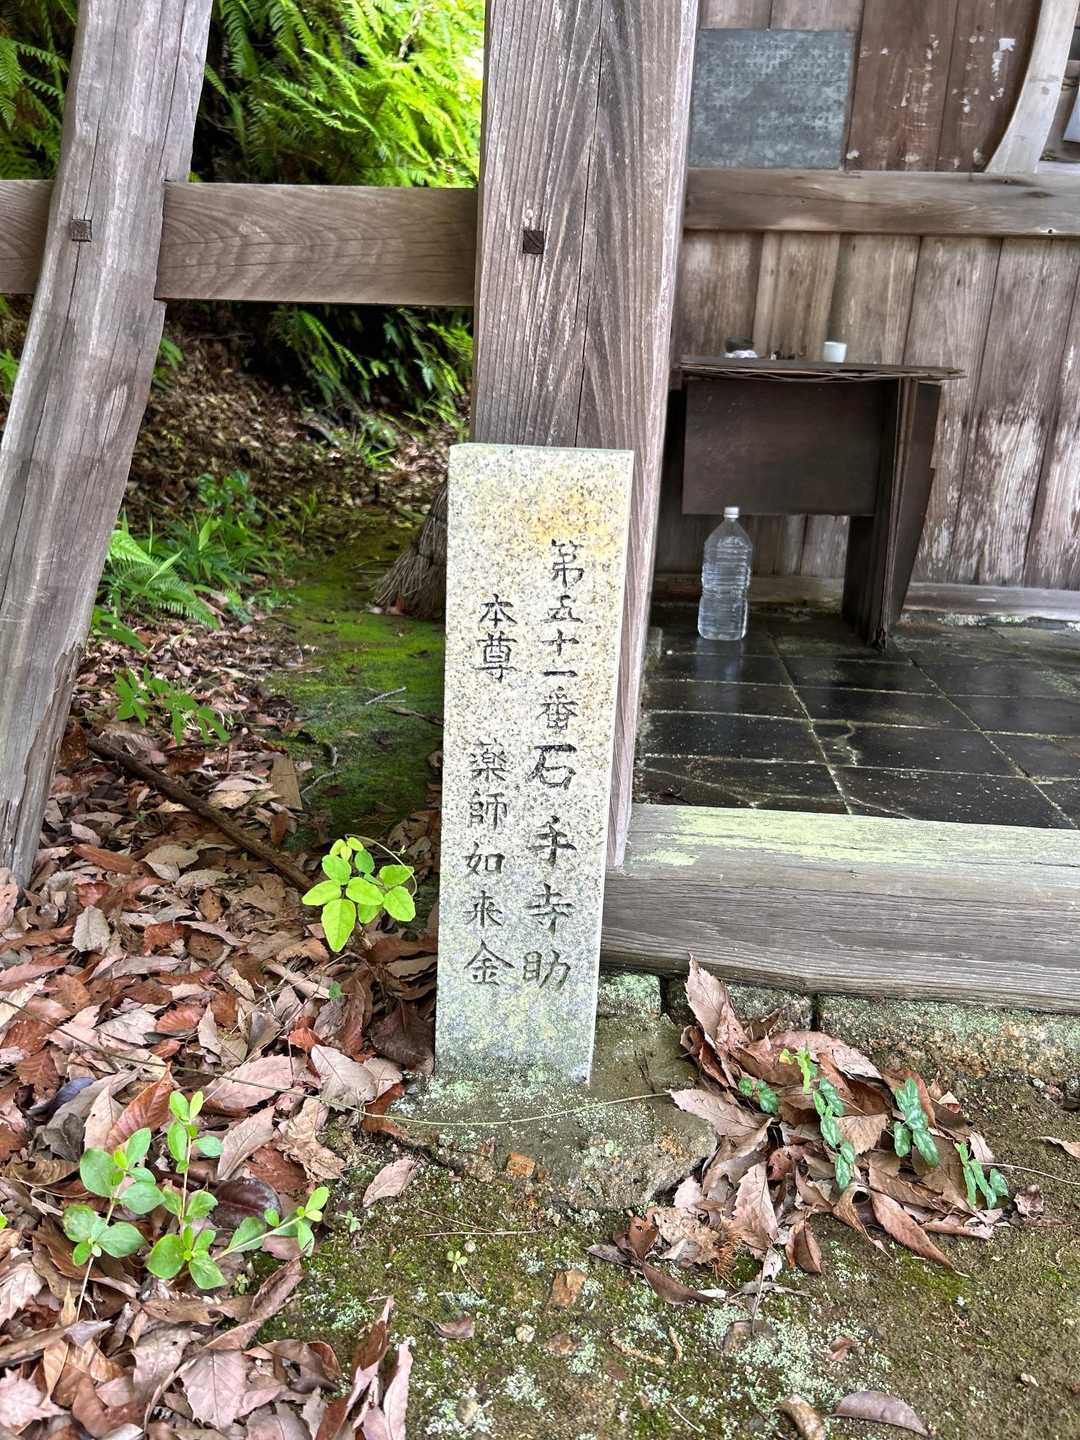 第五十一番石手寺助
本尊 薬師如来金